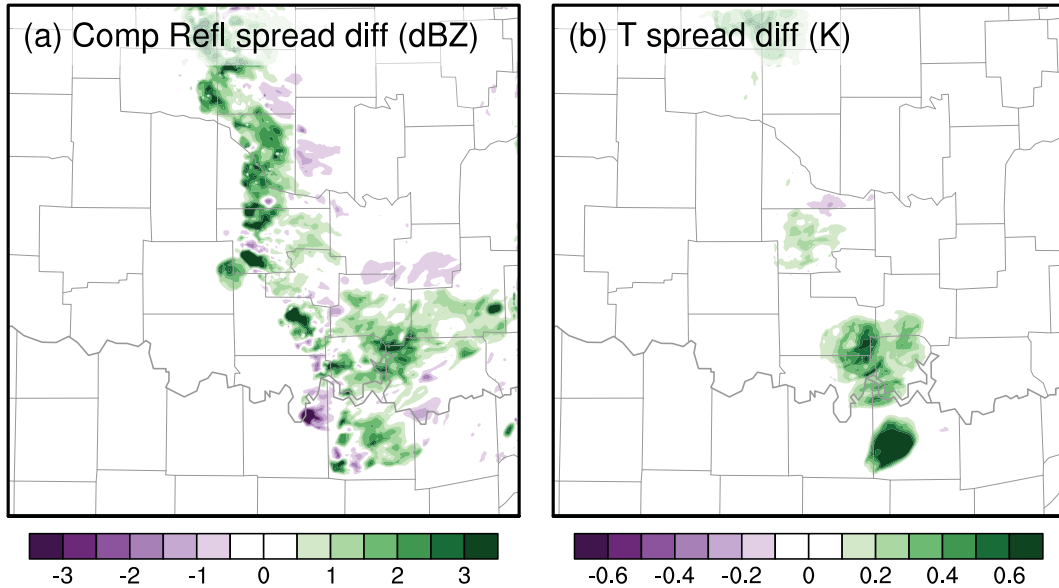 (a) Comp Refl spread diff (dBZ)
(b) T spread diff (K)
-3 -2 -1 0 1 2 3
-0.6 -0.4 -0.2 0 0.2 0.4 0.6